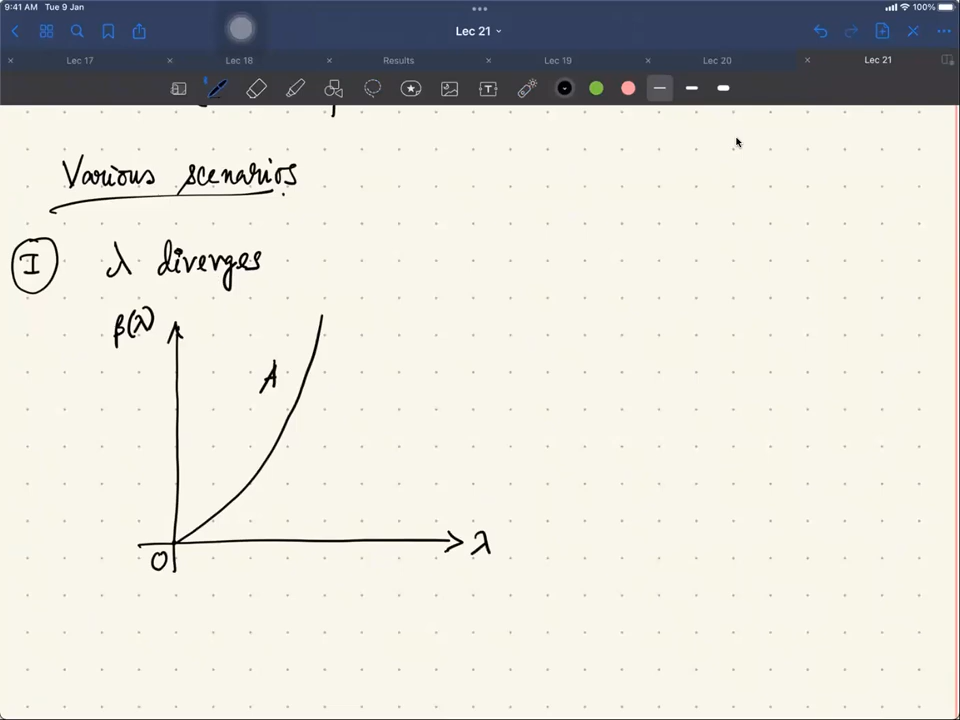 9:41 AM Tue 9 Jan
100%
Lec 21
Lec 17
Lec 18
Results
Lec 19
Lec 20
Lec 21
Various scenarios
I λ diverges
β(λ)
A
λ
O